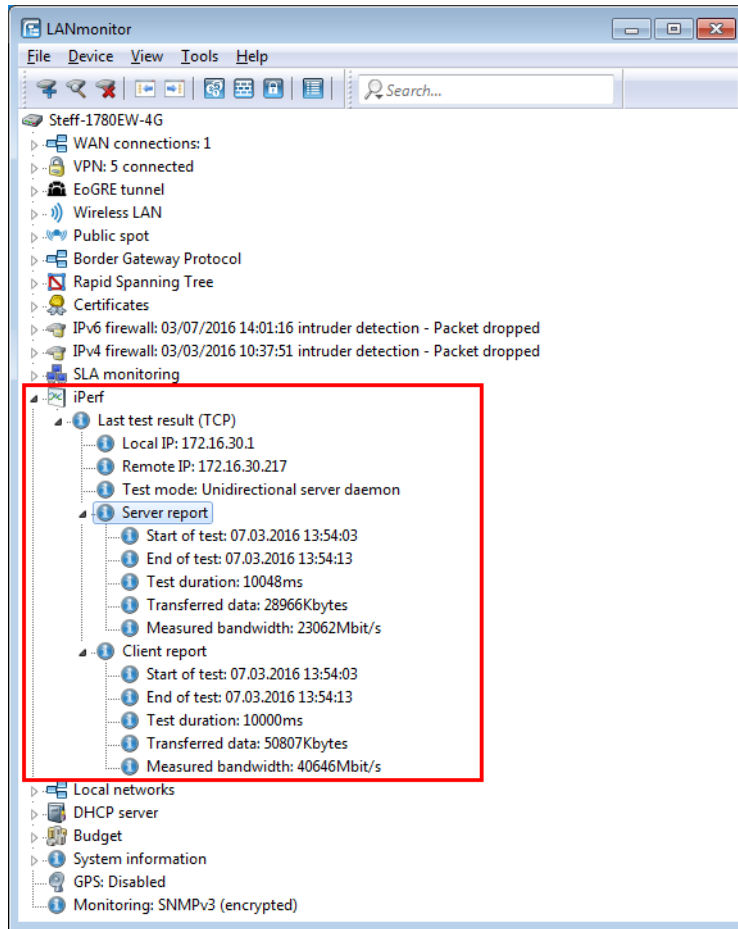 LANmonitor
File Device View Tools Help
Search...
Steff-1780EW-4G
WAN connections: 1
VPN: 5 connected
EoGRE tunnel
Wireless LAN
Public spot
Border Gateway Protocol
Rapid Spanning Tree
Certificates
IPv6 firewall: 03/07/2016 14:01:16 intruder detection - Packet dropped
IPv4 firewall: 03/03/2016 10:37:51 intruder detection - Packet dropped
SLA monitoring
iPerf
Last test result (TCP)
Local IP: 172.16.30.1
Remote IP: 172.16.30.217
Test mode: Unidirectional server daemon
Server report
Start of test: 07.03.2016 13:54:03
End of test: 07.03.2016 13:54:13
Test duration: 10048ms
Transferred data: 28966Kbytes
Measured bandwidth: 23062Mbit/s
Client report
Start of test: 07.03.2016 13:54:03
End of test: 07.03.2016 13:54:13
Test duration: 10000ms
Transferred data: 50807Kbytes
Measured bandwidth: 40646Mbit/s
Local networks
DHCP server
Budget
System information
GPS: Disabled
Monitoring: SNMPv3 (encrypted)